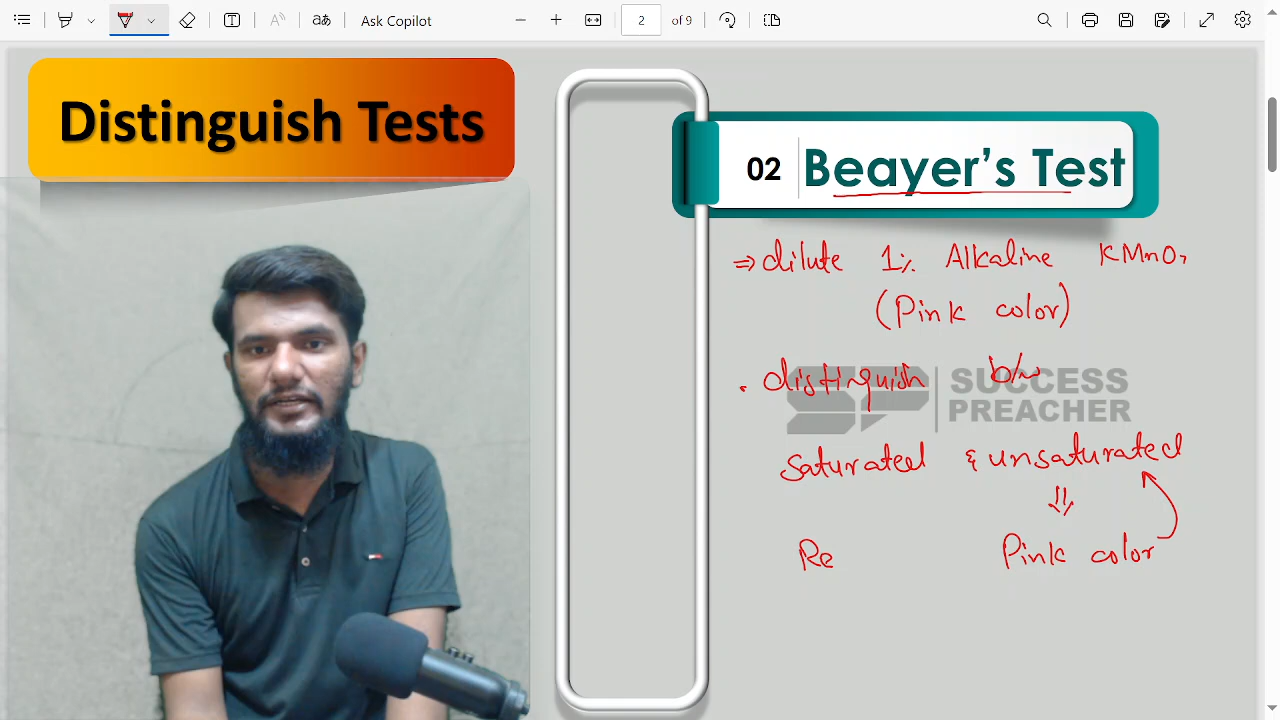 Ask Copilot
2
of 9
Distinguish Tests
02 Beayer's Test
⇒ dilute 1% Alkaline KMnO₄
(Pink color)
. distinguish b/w
SUCCESS
PREACHER
saturated & unsaturated
⇓
Pink color
Re